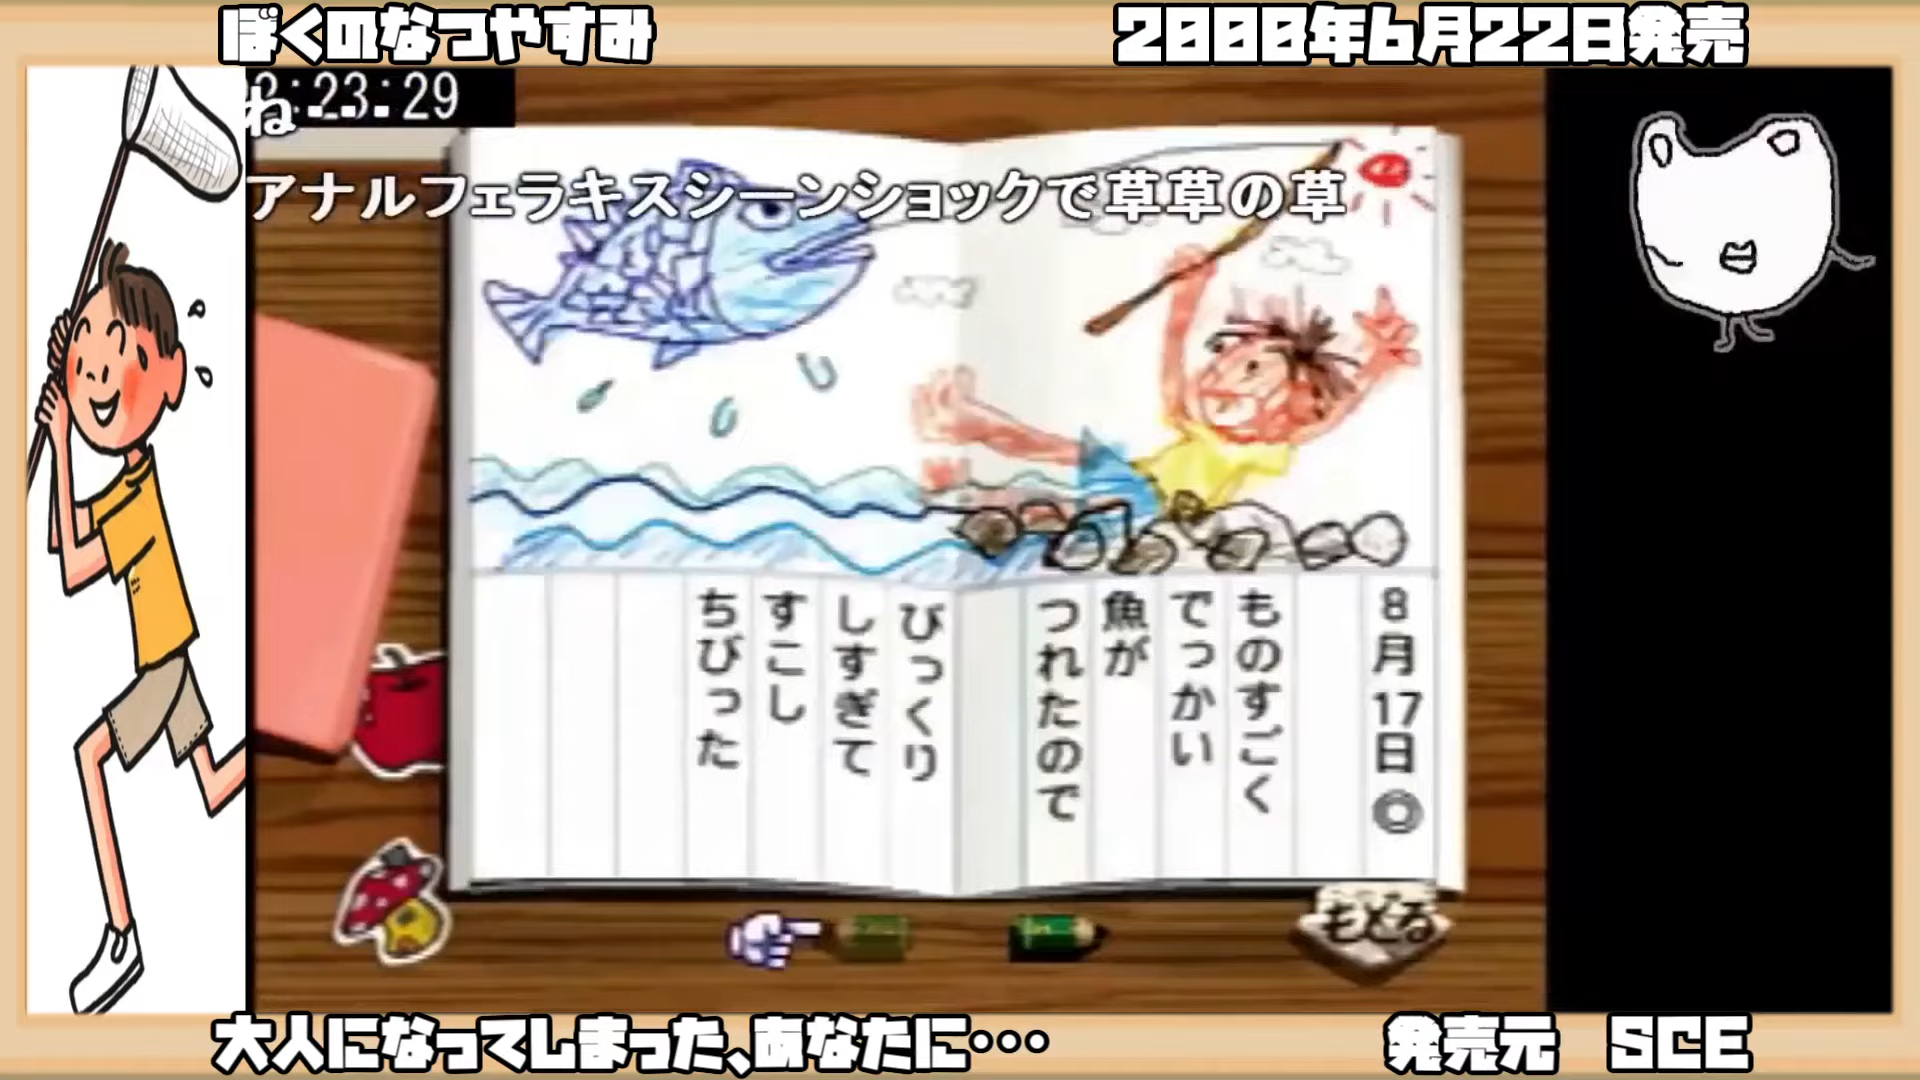 ぼくのなつやすみ
2000年6月22日発売
:23:29
ね...
アナルフェラキスシーンショックで草草の草
8月17日◎
ものすごく
でっかい
魚が
つれたので
びっくり
しすぎて
すこし
ちびった
もどる
大人になってしまった、あなたに…
発売元 SCE